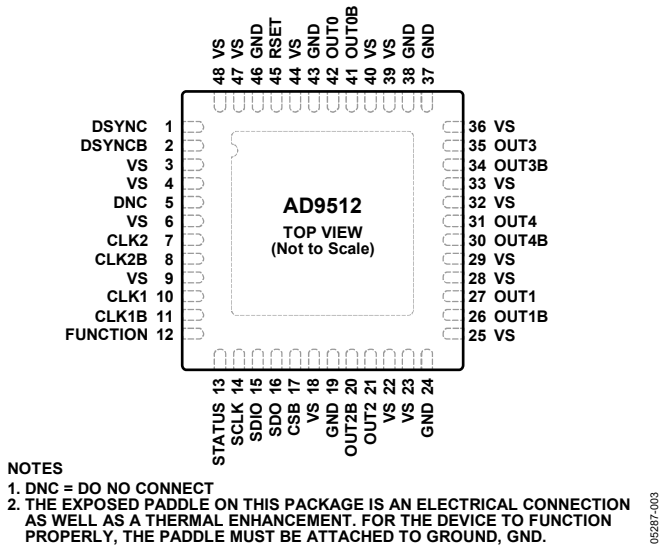 48 VS
47 VS
46 GND
45 RSET
44 VS
43 GND
42 OUT0
41 OUT0B
40 VS
39 VS
38 GND
37 GND
DSYNC 1
DSYNCB 2
VS 3
VS 4
DNC 5
VS 6
CLK2 7
CLK2B 8
VS 9
CLK1 10
CLK1B 11
FUNCTION 12
AD9512
TOP VIEW
(Not to Scale)
36 VS
35 OUT3
34 OUT3B
33 VS
32 VS
31 OUT4
30 OUT4B
29 VS
28 VS
27 OUT1
26 OUT1B
25 VS
STATUS 13
SCLK 14
SDIO 15
SDO 16
CSB 17
VS 18
GND 19
OUT2B 20
OUT2 21
VS 22
VS 23
GND 24
NOTES
1. DNC = DO NO CONNECT
2. THE EXPOSED PADDLE ON THIS PACKAGE IS AN ELECTRICAL CONNECTION
AS WELL AS A THERMAL ENHANCEMENT. FOR THE DEVICE TO FUNCTION
PROPERLY, THE PADDLE MUST BE ATTACHED TO GROUND, GND.
05287-003